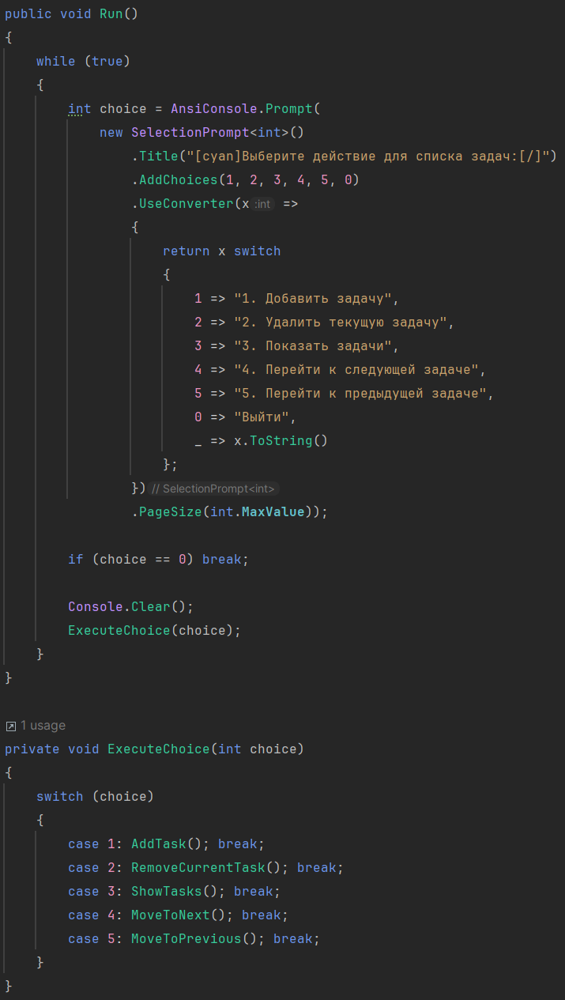 public void Run()
{
    while (true)
    {
        int choice = AnsiConsole.Prompt(
            new SelectionPrompt<int>()
                .Title("[cyan]Выберите действие для списка задач:[/]")
                .AddChoices(1, 2, 3, 4, 5, 0)
                .UseConverter(x :int =>
                {
                    return x switch
                    {
                        1 => "1. Добавить задачу",
                        2 => "2. Удалить текущую задачу",
                        3 => "3. Показать задачи",
                        4 => "4. Перейти к следующей задаче",
                        5 => "5. Перейти к предыдущей задаче",
                        0 => "Выйти",
                        _ => x.ToString()
                    };
                }) // SelectionPrompt<int>
                .PageSize(int.MaxValue));

        if (choice == 0) break;

        Console.Clear();
        ExecuteChoice(choice);
    }
}

1 usage
private void ExecuteChoice(int choice)
{
    switch (choice)
    {
        case 1: AddTask(); break;
        case 2: RemoveCurrentTask(); break;
        case 3: ShowTasks(); break;
        case 4: MoveToNext(); break;
        case 5: MoveToPrevious(); break;
    }
}